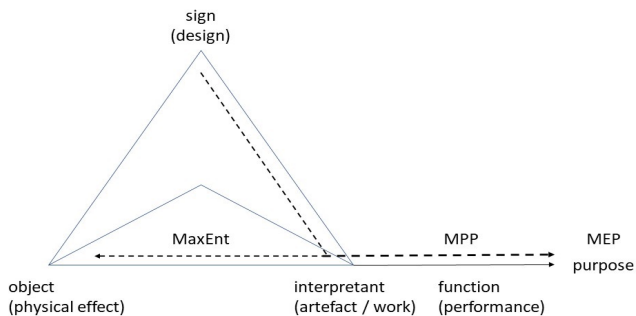 sign
(design)
MaxEnt
MPP
MEP
purpose
object
(physical effect)
interpretant
(artefact / work)
function
(performance)